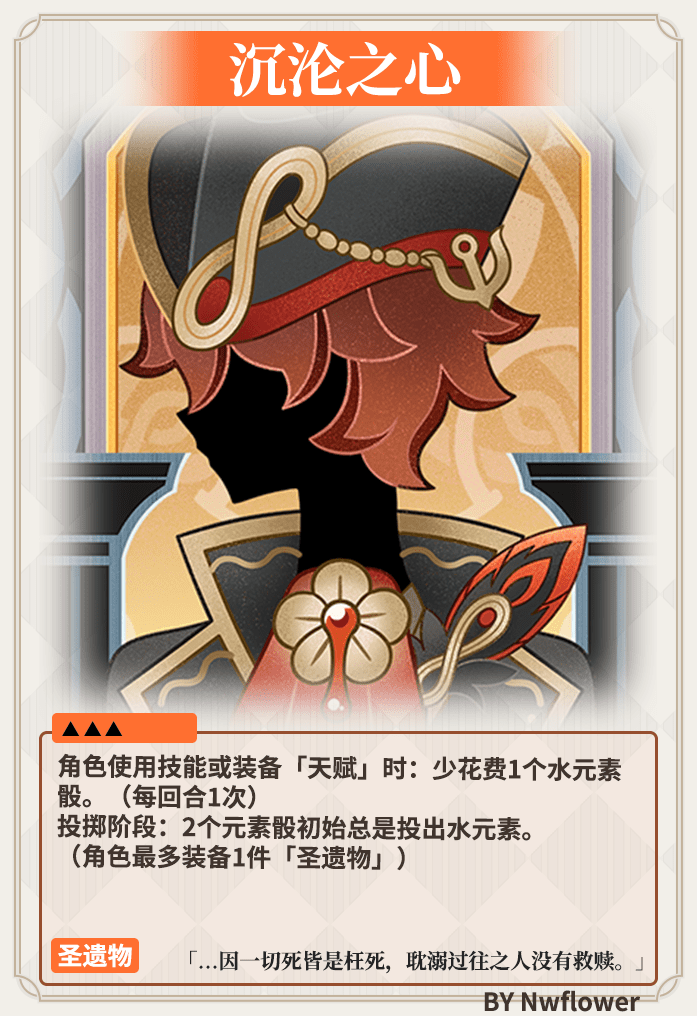 沉沦之心
▲▲▲
角色使用技能或装备「天赋」时：少花费1个水元素
骰。（每回合1次）
投掷阶段：2个元素骰初始总是投出水元素。
（角色最多装备1件「圣遗物」）
圣遗物
「…因一切死皆是枉死，耽溺过往之人没有救赎。」
BY Nwflower